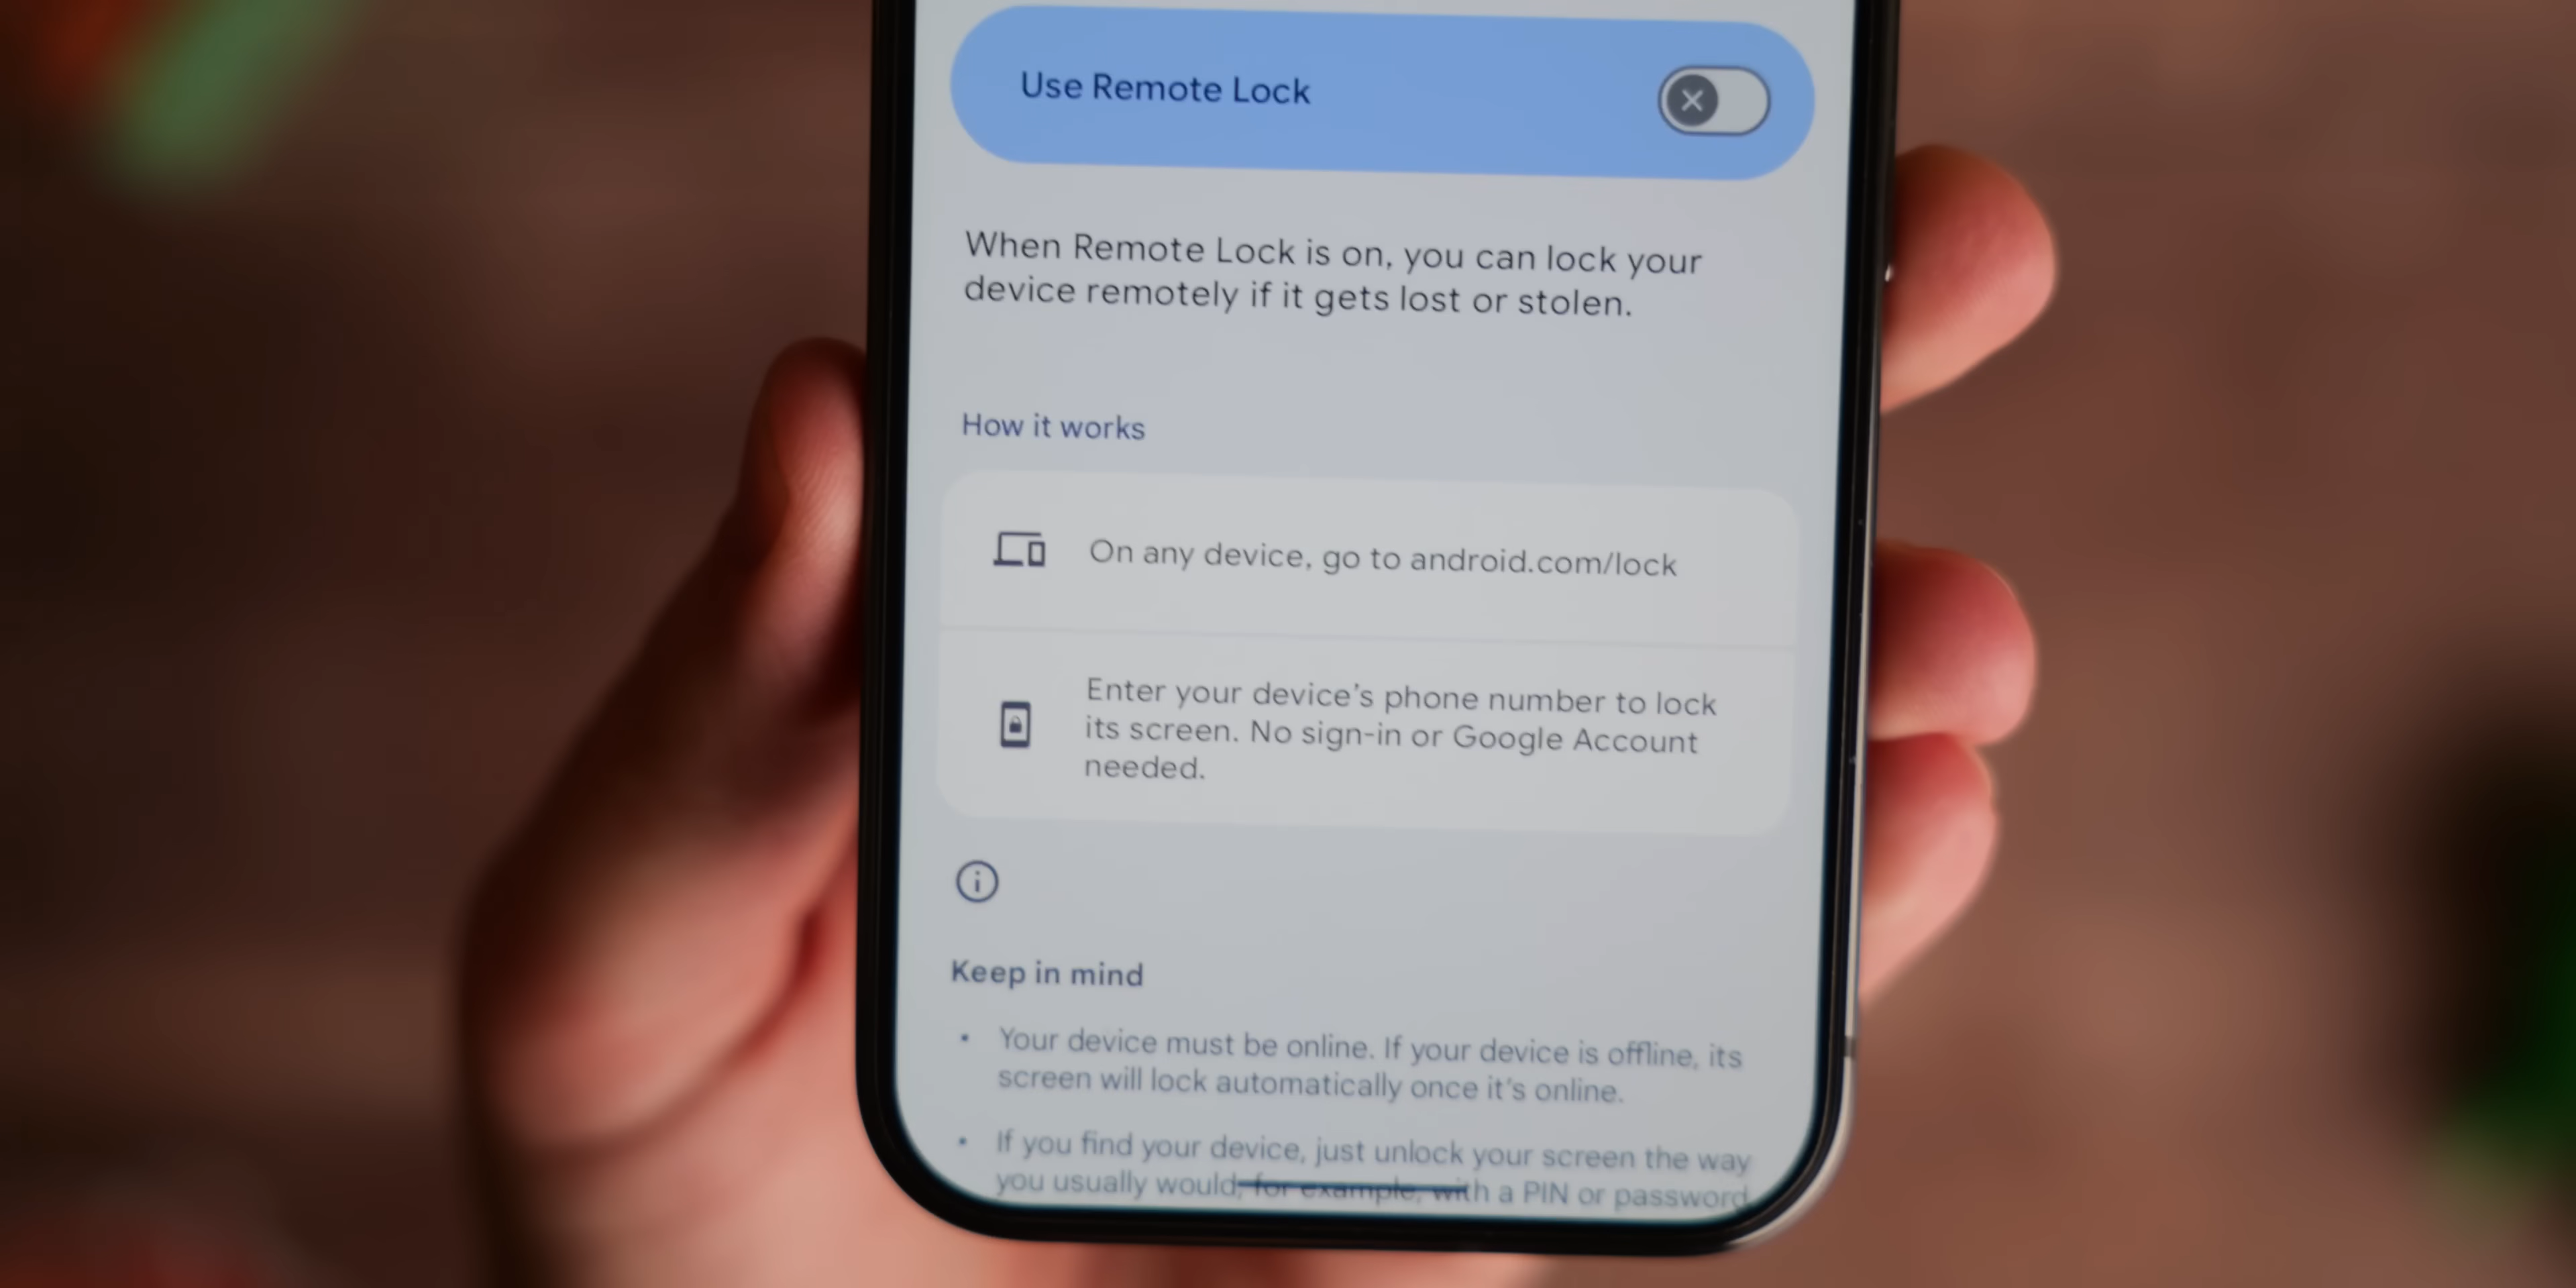 Use Remote Lock
When Remote Lock is on, you can lock your
device remotely if it gets lost or stolen.
How it works
On any device, go to android.com/lock
Enter your device's phone number to lock
its screen. No sign-in or Google Account
needed.
Keep in mind
• Your device must be online. If your device is offline, its
screen will lock automatically once it's online.
• If you find your device, just unlock your screen the way
you usually would, for example, with a PIN or password